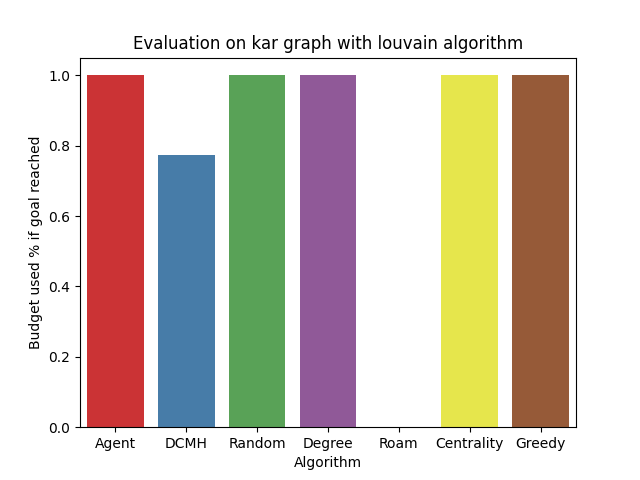 Evaluation on kar graph with louvain algorithm
Budget used % if goal reached
1.0
0.8
0.6
0.4
0.2
0.0
Agent DCMH Random Degree Roam Centrality Greedy
Algorithm